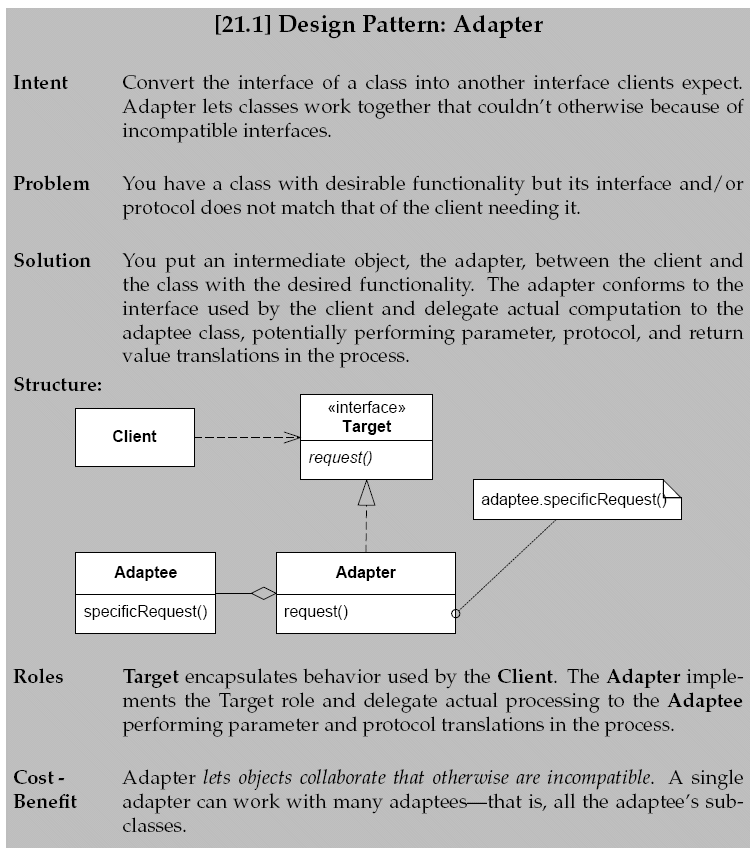 [21.1] Design Pattern: Adapter
Intent Convert the interface of a class into another interface clients expect.
Adapter lets classes work together that couldn't otherwise because of
incompatible interfaces.
Problem You have a class with desirable functionality but its interface and/or
protocol does not match that of the client needing it.
Solution You put an intermediate object, the adapter, between the client and
the class with the desired functionality. The adapter conforms to the
interface used by the client and delegate actual computation to the
adaptee class, potentially performing parameter, protocol, and return
value translations in the process.
Structure:
«interface»
Target
Client
request()
adaptee.specificRequest()
Adaptee
Adapter
specificRequest()
request()
Roles Target encapsulates behavior used by the Client. The Adapter imple-
ments the Target role and delegate actual processing to the Adaptee
performing parameter and protocol translations in the process.
Cost - Adapter lets objects collaborate that otherwise are incompatible. A single
Benefit adapter can work with many adaptees—that is, all the adaptee's sub-
classes.